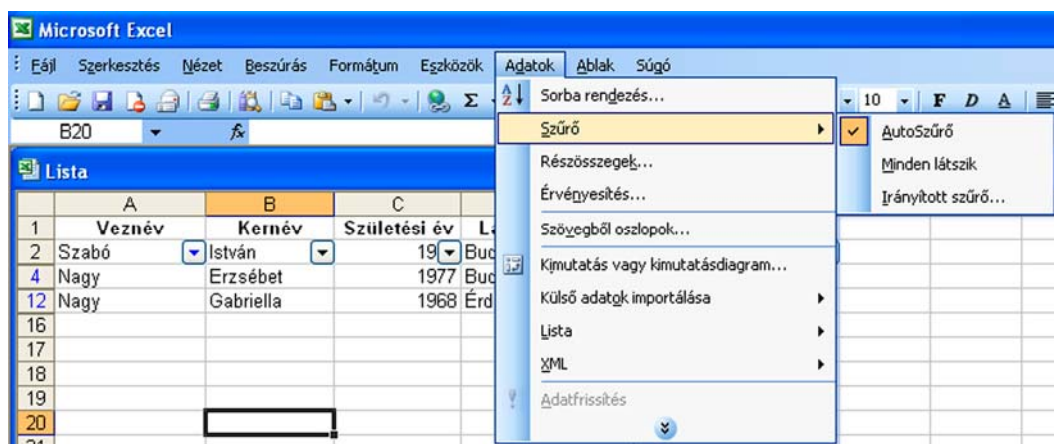 Microsoft Excel
Fájl Szerkesztés Nézet Beszúrás Formátum Eszközök Adatok Ablak Súgó
Σ 10 F D A
B20 fx
Sorba rendezés...
Szűrő
Részösszegek...
Érvényesítés...
Szövegből oszlopok...
Kimutatás vagy kimutatásdiagram...
Külső adatok importálása
Lista
XML
Adatfrissítés
AutoSzűrő
Minden látszik
Irányított szűrő...
Lista
A B C
1 Veznév Kernév Születési év
2 Szabó István 19 Bud
4 Nagy Erzsébet 1977 Bud
12 Nagy Gabriella 1968 Érd
16
17
18
19
20